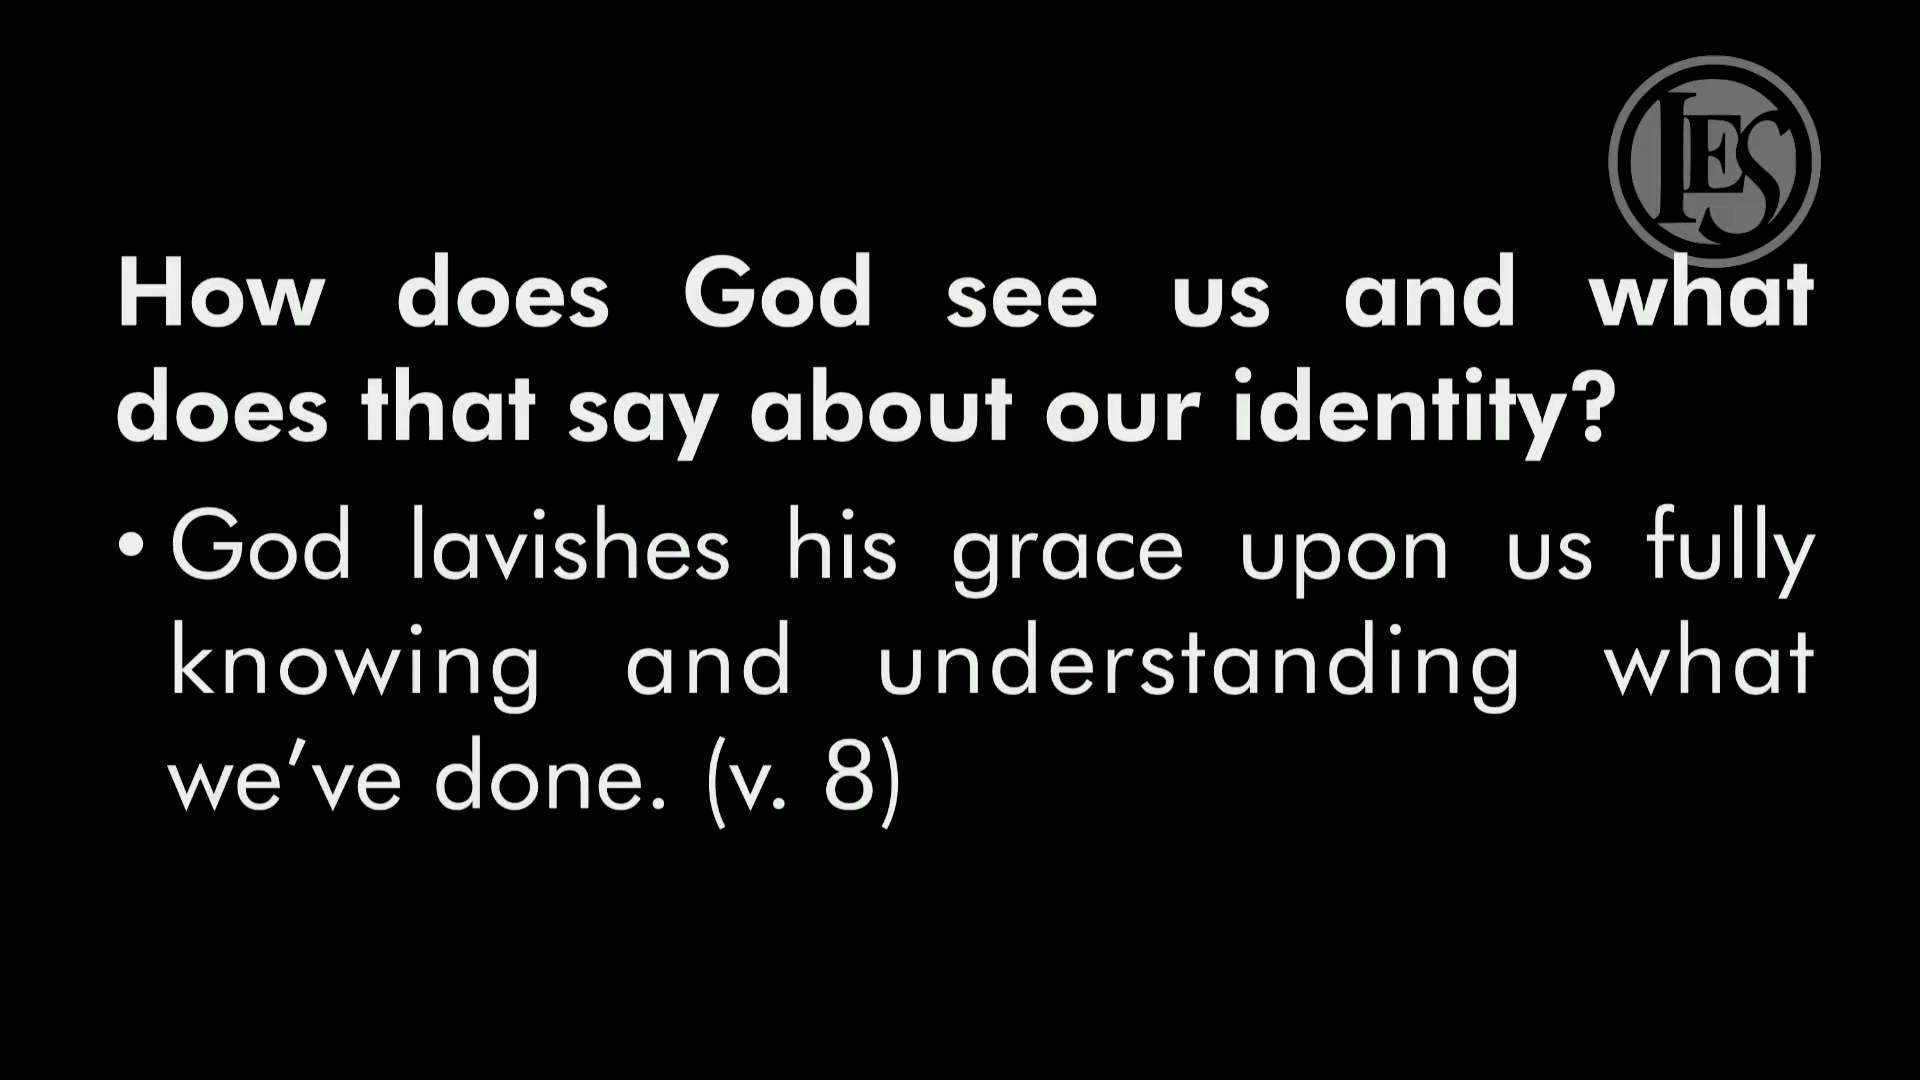 LES
How does God see us and what
does that say about our identity?
• God lavishes his grace upon us fully
knowing and understanding what
we’ve done. (v. 8)